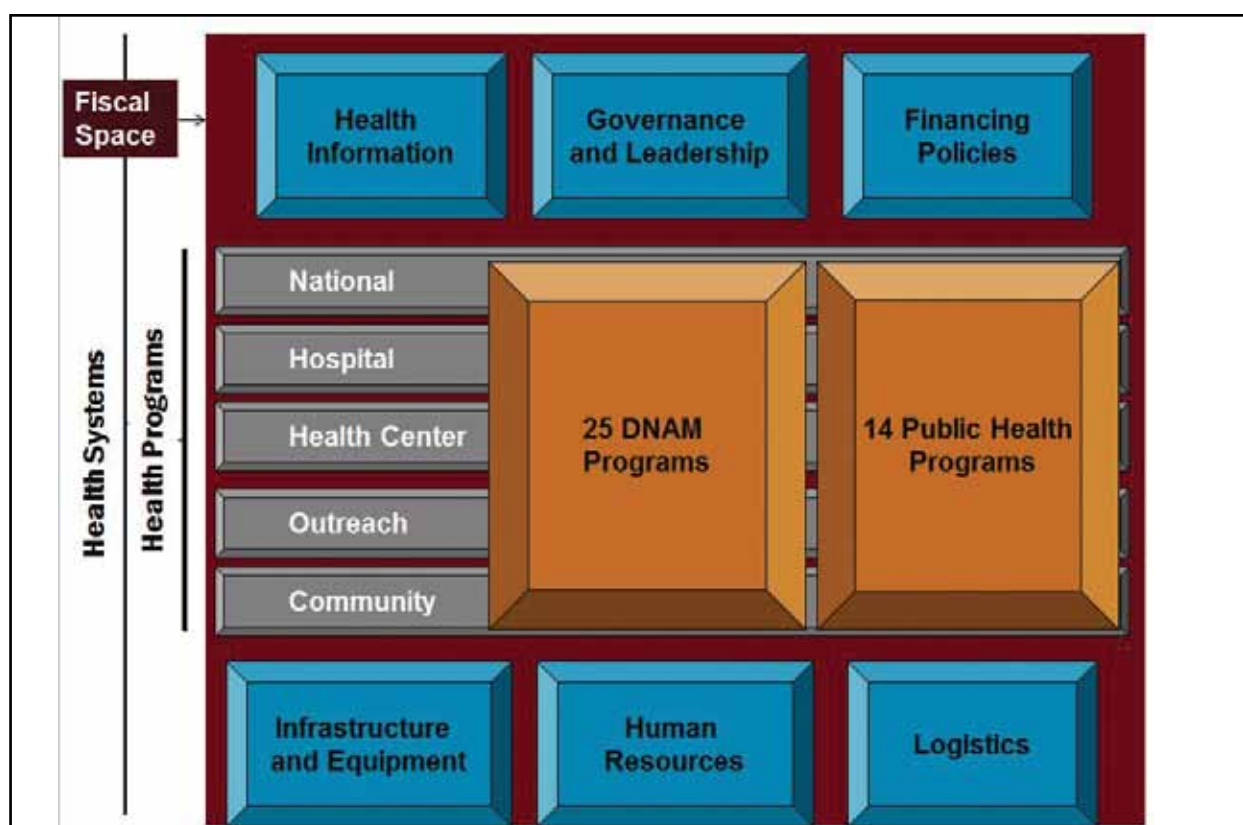 Fiscal
Space
Health
Information
Governance
and Leadership
Financing
Policies
Health Systems
Health Programs
National
Hospital
Health Center
Outreach
Community
25 DNAM
Programs
14 Public Health
Programs
Infrastructure
and Equipment
Human
Resources
Logistics